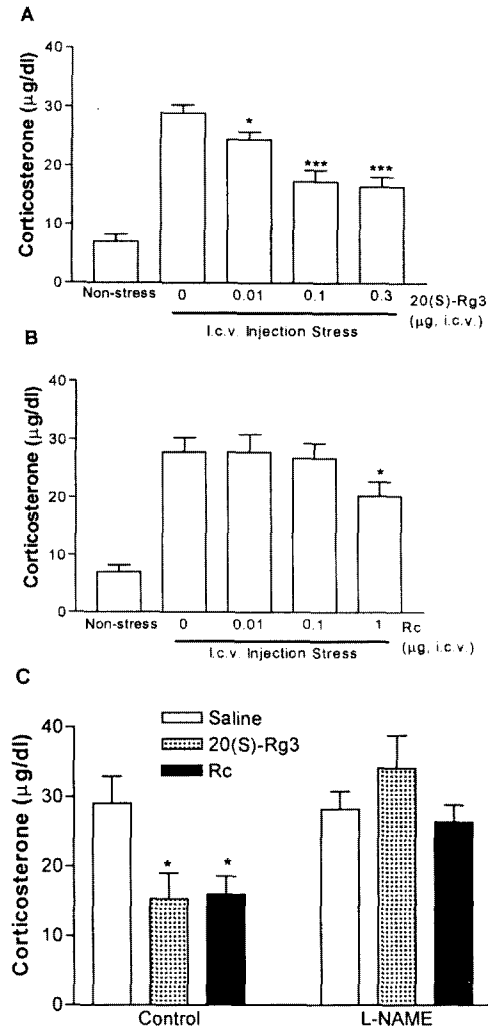 A
Corticosterone (μg/dl)
40
30
20
10
0
*
***
***
Non-stress
0
0.01
0.1
0.3
20(S)-Rg3
(μg, i.c.v.)
I.c.v. Injection Stress
B
Corticosterone (μg/dl)
40
30
20
10
0
*
Non-stress
0
0.01
0.1
1
Rc
(μg, i.c.v.)
I.c.v. Injection Stress
C
Corticosterone (μg/dl)
40
30
20
10
0
Saline
20(S)-Rg3
Rc
*
*
Control
L-NAME